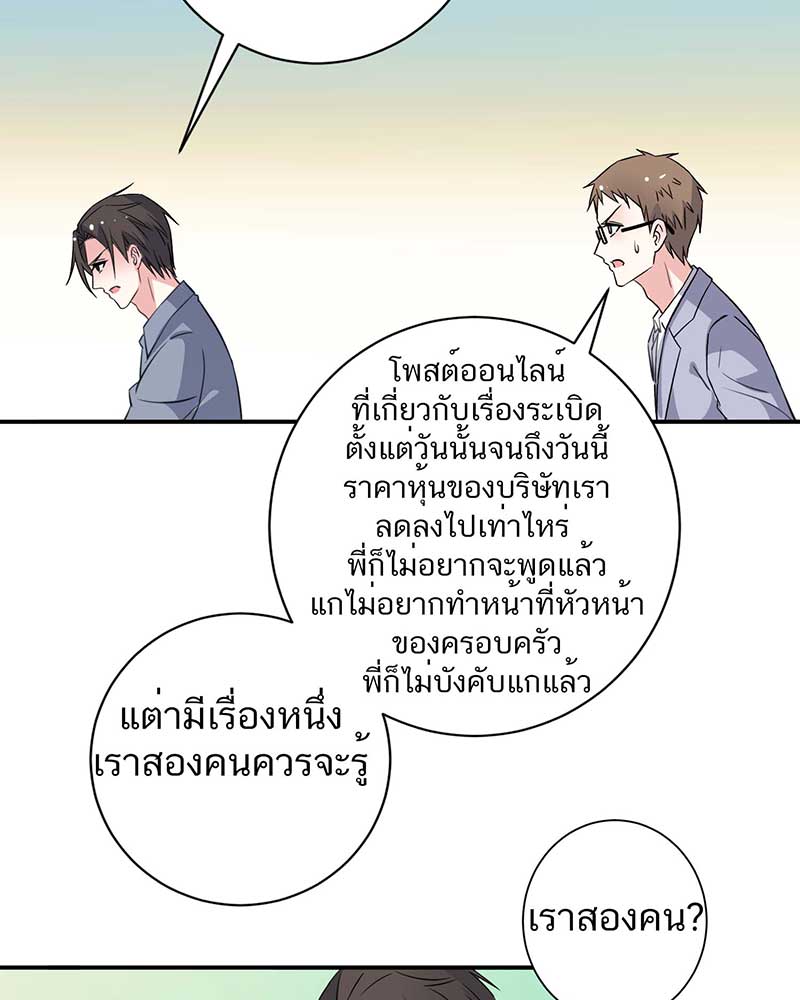 โพสต์ออนไลน์
ที่เกี่ยวกับเรื่องระเบิด
ตั้งแต่วันนั้นจนถึงวันนี้
ราคาหุ้นของบริษัทเรา
ลดลงไปเท่าไหร่
พี่ก็ไม่อยากจะพูดแล้ว
แกไม่อยากทำหน้าที่หัวหน้า
ของครอบครัว
พี่ก็ไม่บังคับแกแล้ว
แต่ามีเรื่องหนึ่ง
เราสองคนควรจะรู้
เราสองคน?